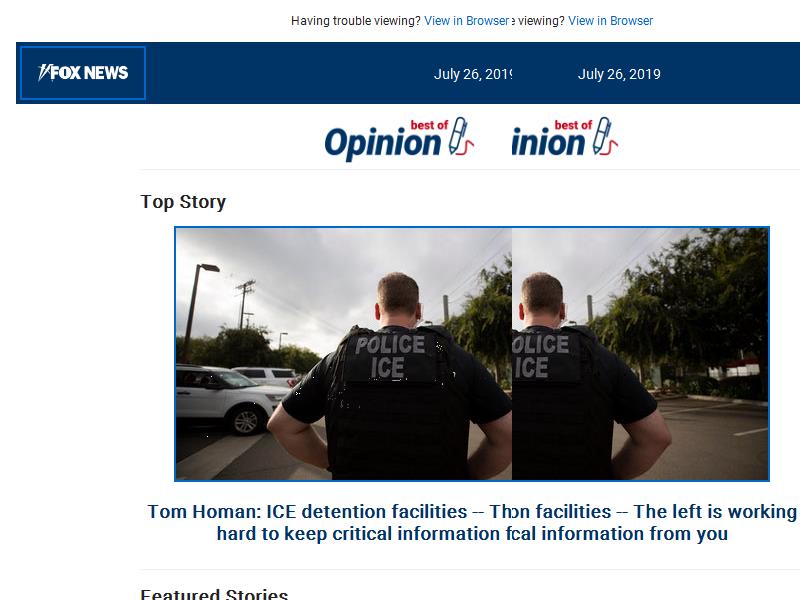 Having trouble viewing? View in Browser e viewing? View in Browser
FOX NEWS July 26, 2019 July 26, 2019
best of best of
Opinion inion
Top Story
POLICE OLICE
ICE ICE
Tom Homan: ICE detention facilities -- Thon facilities -- The left is working
hard to keep critical information fcal information from you
Featured Stories